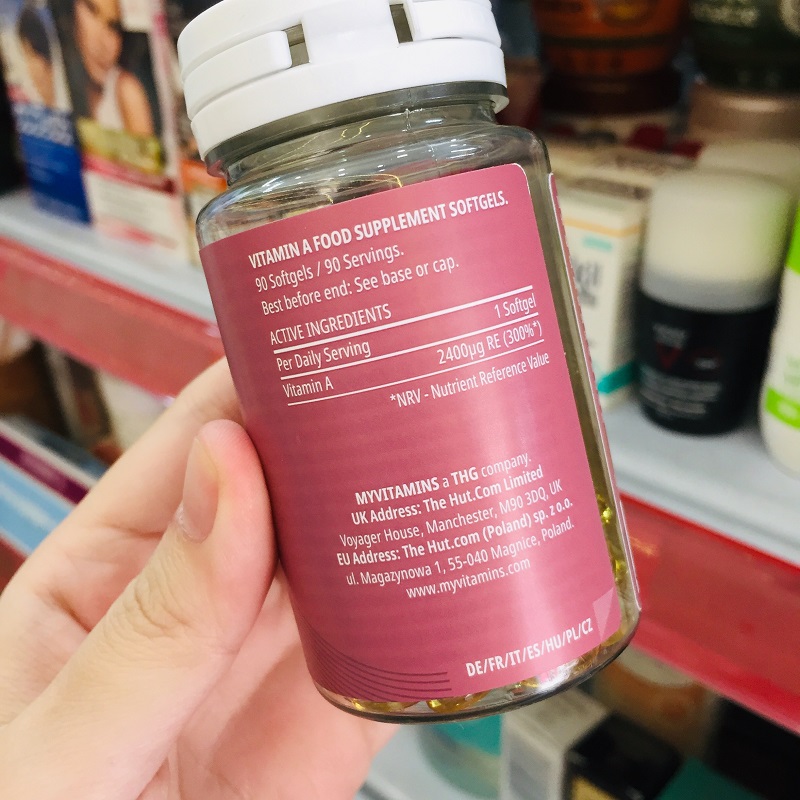 VITAMIN A FOOD SUPPLEMENT SOFTGELS.
90 Softgels / 90 Servings.
Best before end: See base or cap.
ACTIVE INGREDIENTS
Per Daily Serving 1 Softgel
Vitamin A 2400µg RE (300%*)
*NRV - Nutrient Reference Value
MYVITAMINS a THG company.
UK Address: The Hut.Com Limited
Voyager House, Manchester, M90 3DQ, UK
EU Address: The Hut.com (Poland) sp. z o.o.
ul. Magazynowa 1, 55-040 Magnice, Poland.
www.myvitamins.com
DE/FR/IT/ES/HU/PL/CZ